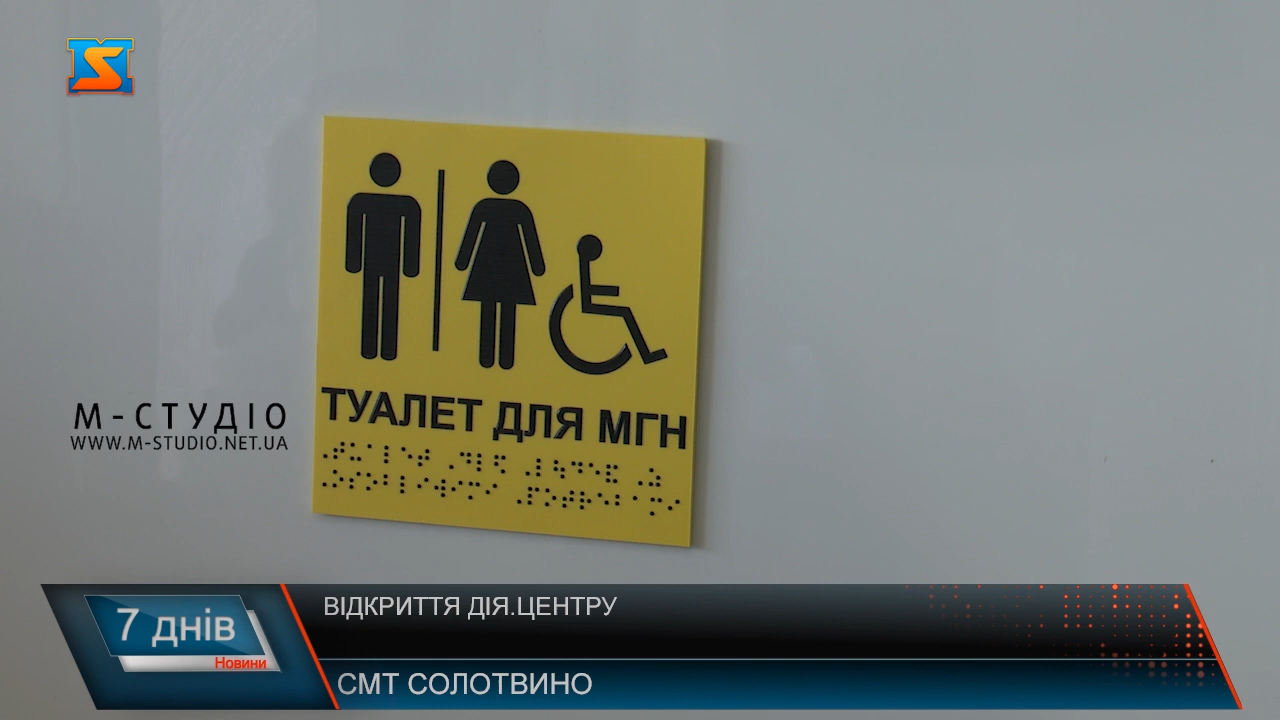 М-СТУДІО
WWW.M-STUDIO.NET.UA
ТУАЛЕТ ДЛЯ МГН
7 днів
Новини
ВІДКРИТТЯ ДІЯ.ЦЕНТРУ
СМТ СОЛОТВИНО